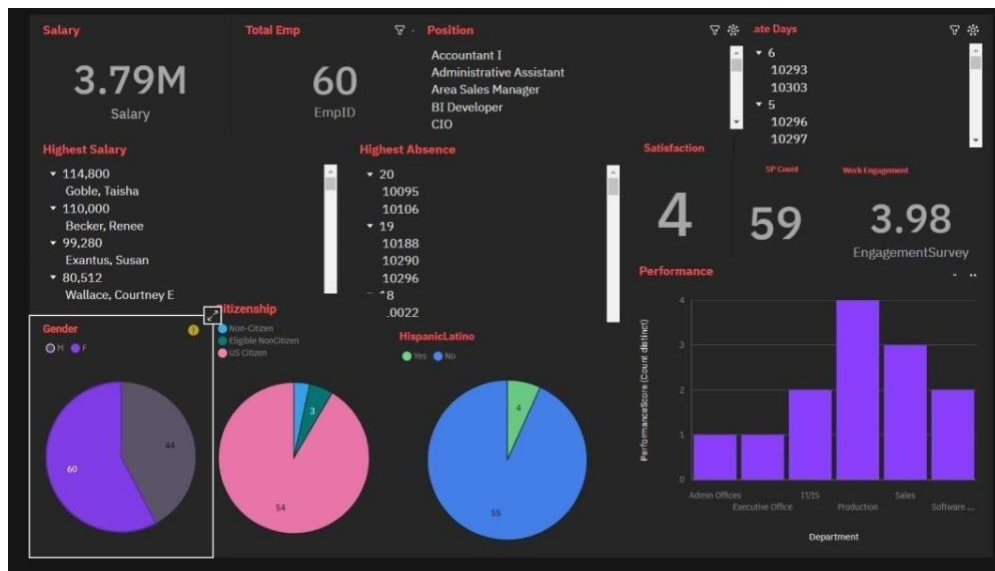 Salary
3.79M
Salary
Total Emp
60
EmpID
Position
Accountant I
Administrative Assistant
Area Sales Manager
BI Developer
CIO
ate Days
6
10293
10303
5
10296
10297
Highest Salary
114,800
Goble, Taisha
110,000
Becker, Renee
99,280
Exantus, Susan
80,512
Wallace, Courtney E
Highest Absence
20
10095
10106
19
10188
10290
10296
8
0022
Satisfaction
4
SP Count
59
Work Engagement
3.98
EngagementSurvey
Gender
M F
44
60
Citizenship
Non-Citizen
Eligible NonCitizen
US Citizen
3
54
HispanicLatino
Yes No
4
55
Performance
PerformanceScore (Count distinct)
4
3
2
1
0
Admin Offices
Executive Office
IT/IS
Production
Sales
Software ...
Department